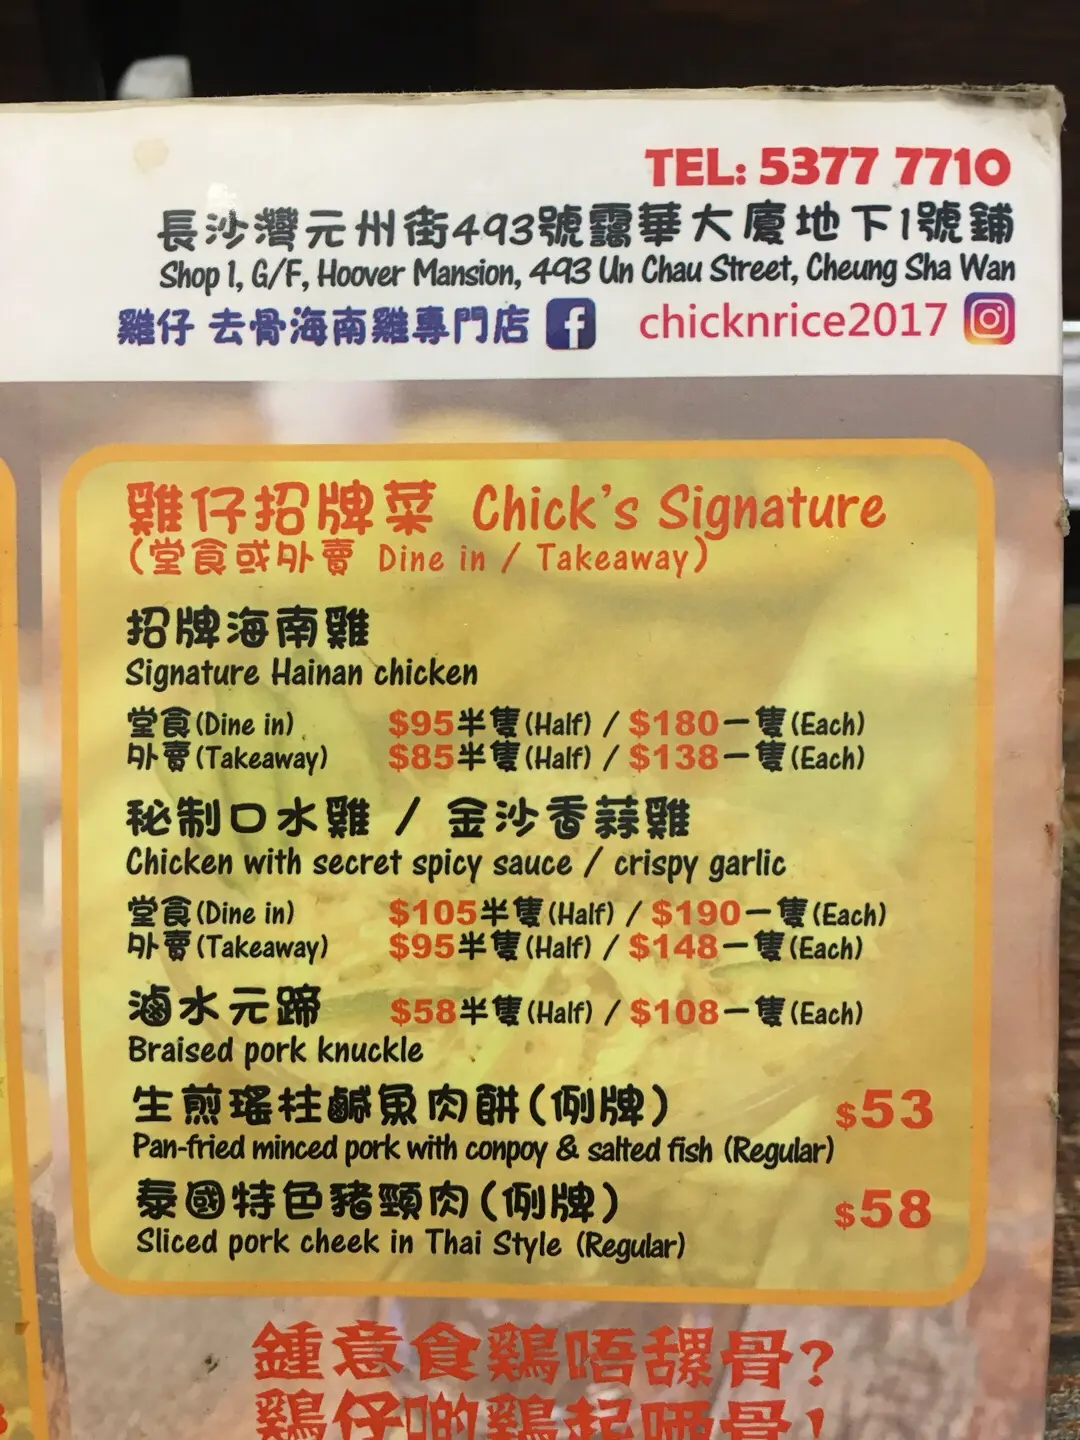 TEL: 5377 7710
長沙灣元州街493號靄華大廈地下1號鋪
Shop 1, G/F, Hoover Mansion, 493 Un Chau Street, Cheung Sha Wan
雞仔 去骨海南雞專門店 chicknrice2017
雞仔招牌菜 Chick's Signature
(堂食或外賣 Dine in / Takeaway)
招牌海南雞
Signature Hainan chicken
堂食(Dine in) $95半隻(Half) / $180一隻(Each)
外賣(Takeaway) $85半隻(Half) / $138一隻(Each)
秘制口水雞 / 金沙香蒜雞
Chicken with secret spicy sauce / crispy garlic
堂食(Dine in) $105半隻(Half) / $190一隻(Each)
外賣(Takeaway) $95半隻(Half) / $148一隻(Each)
滷水元蹄 $58半隻(Half) / $108一隻(Each)
Braised pork knuckle
生煎瑤柱鹹魚肉餅(例牌) $53
Pan-fried minced pork with conpoy & salted fish (Regular)
泰國特色豬頸肉(例牌) $58
Sliced pork cheek in Thai Style (Regular)
鍾意食鷄唔𦧺骨?
鷄仔啲鷄起晒骨!